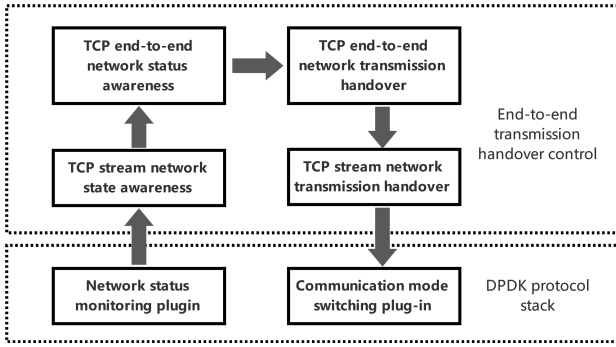 TCP end-to-end
network status
awareness
TCP end-to-end
network transmission
handover
TCP stream network
state awareness
TCP stream network
transmission handover
End-to-end
transmission
handover control
Network status
monitoring plugin
Communication mode
switching plug-in
DPDK protocol
stack